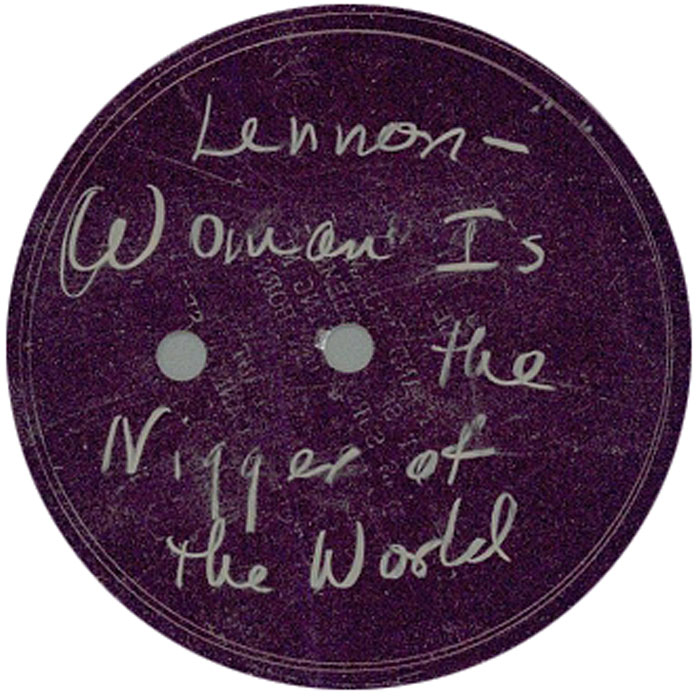 Lennon -
Woman Is
the
Nigger of
the World